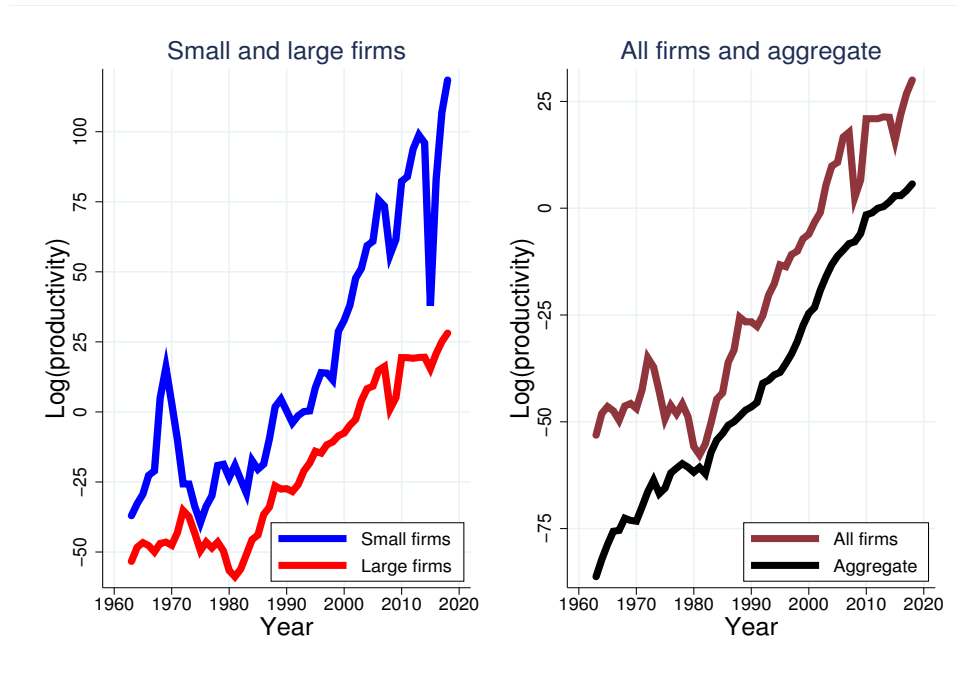 Small and large firms
Log(productivity)
100
75
50
25
0
−25
−50
1960 1970 1980 1990 2000 2010 2020
Year
Small firms
Large firms
All firms and aggregate
Log(productivity)
25
0
−25
−50
−75
1960 1970 1980 1990 2000 2010 2020
Year
All firms
Aggregate